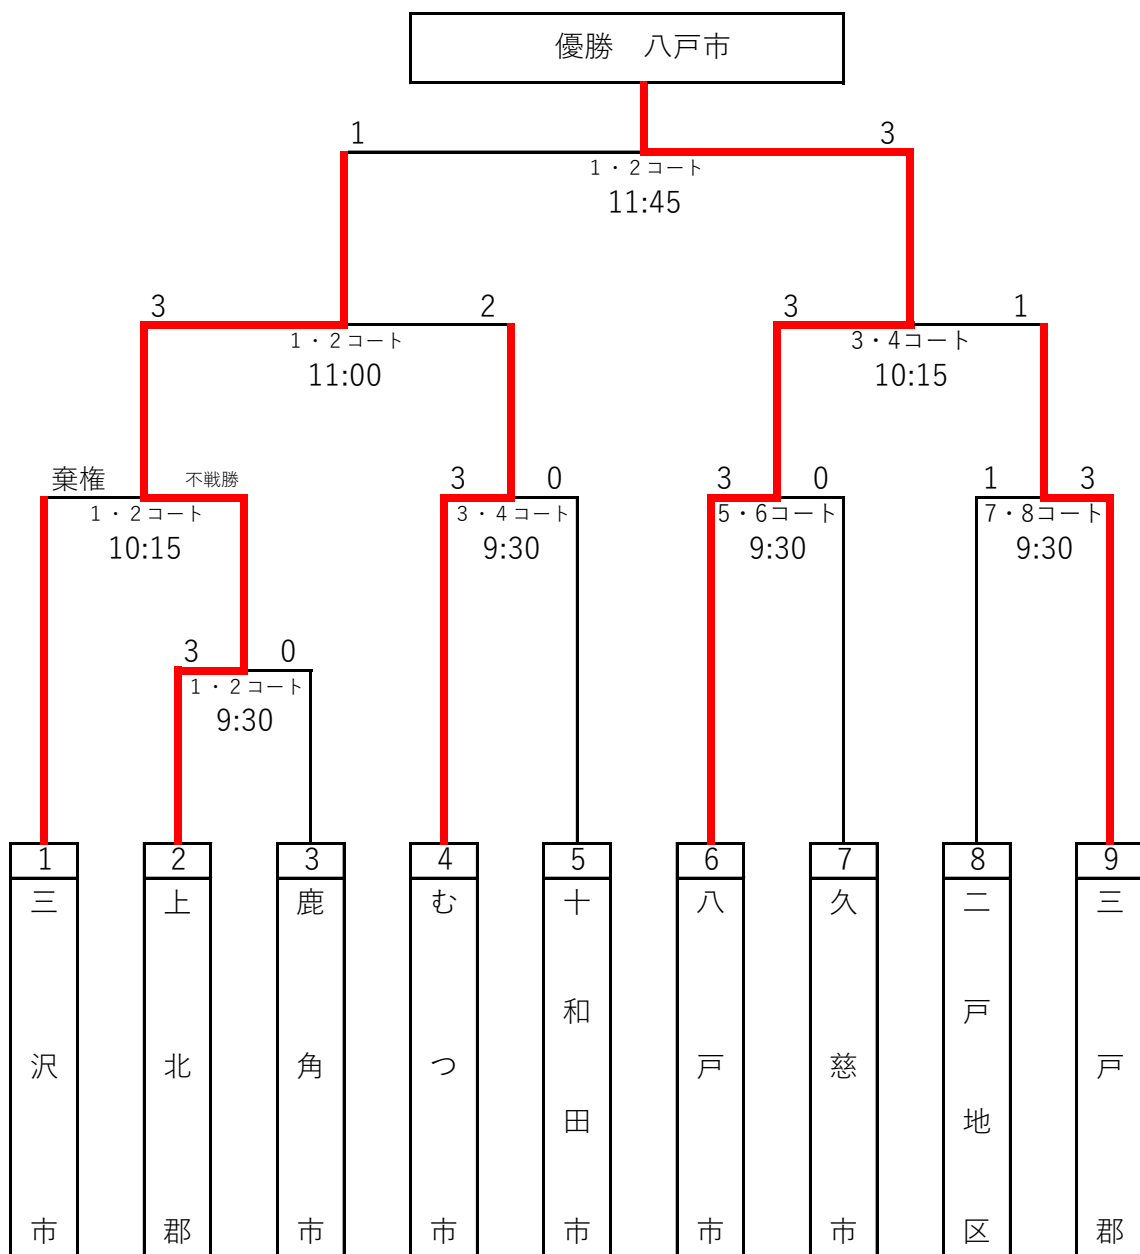 優勝　八戸市
1 3
1・2コート
11:45
3 2 3 1
1・2コート 3・4コート
11:00 10:15
棄権 不戦勝 3 0 3 0 1 3
1・2コート 3・4コート 5・6コート 7・8コート
10:15 9:30 9:30 9:30
3 0
1・2コート
9:30
1 2 3 4 5 6 7 8 9
三沢市
上北郡
鹿角市
むつ市
十和田市
八戸市
久慈市
二戸地区
三戸郡